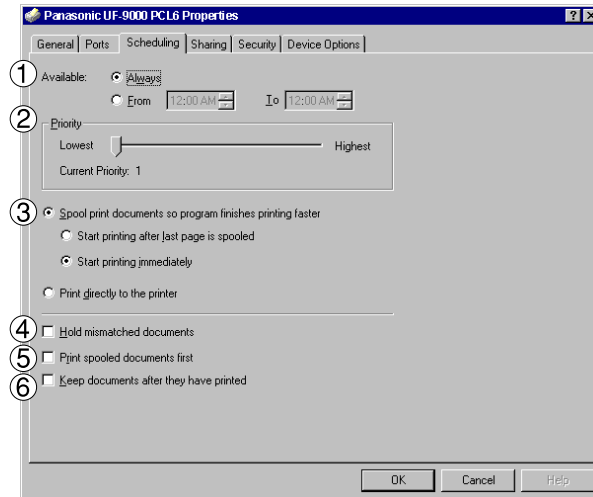 Panasonic UF-9000 PCL6 Properties
General Ports Scheduling Sharing Security Device Options
1 Available: Always
From 12:00 AM To 12:00 AM
2 Priority
Lowest Highest
Current Priority: 1
3 Spool print documents so program finishes printing faster
Start printing after last page is spooled
Start printing immediately
Print directly to the printer
4 Hold mismatched documents
5 Print spooled documents first
6 Keep documents after they have printed
OK Cancel Help